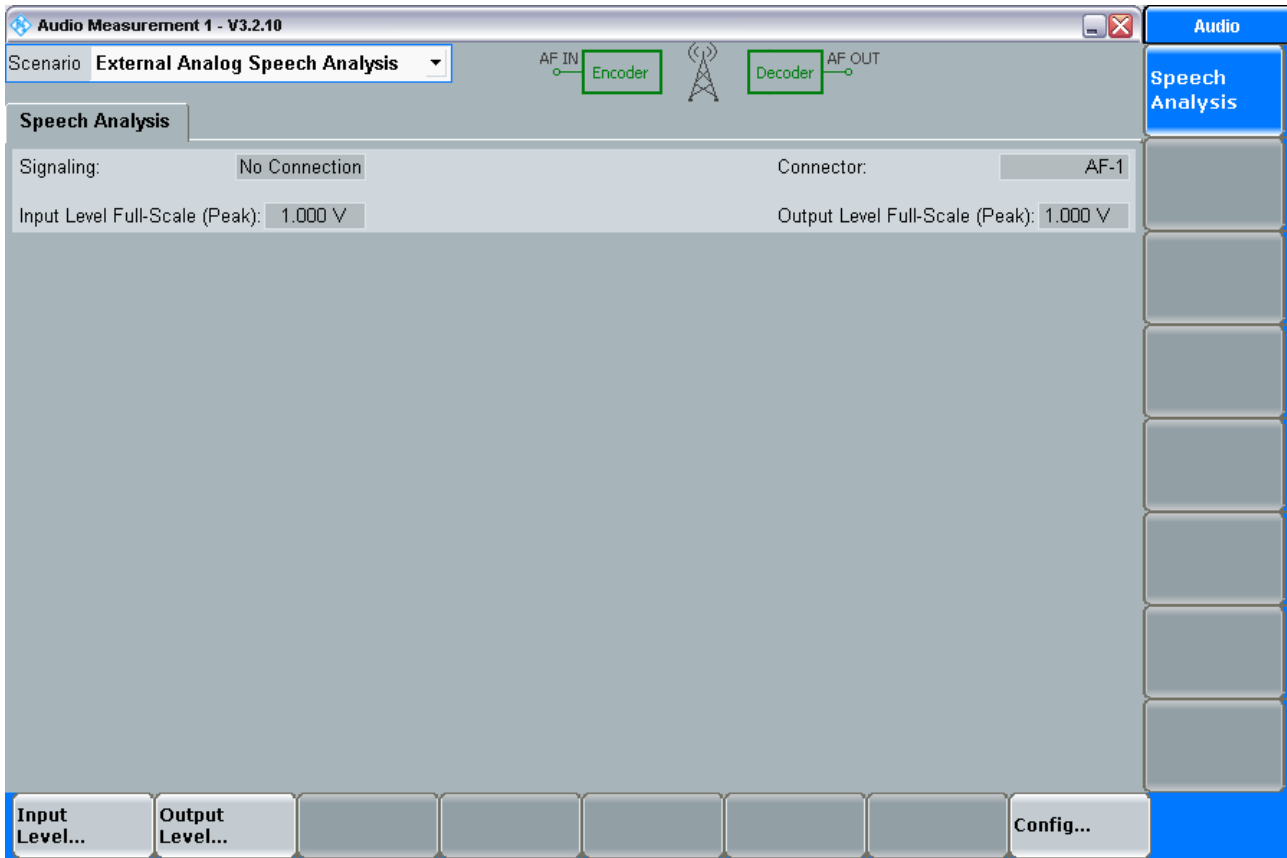 Audio Measurement 1 - V3.2.10
Audio
Scenario External Analog Speech Analysis
AF IN
Encoder
Decoder
AF OUT
Speech
Analysis
Speech Analysis
Signaling: No Connection
Connector: AF-1
Input Level Full-Scale (Peak): 1.000 V
Output Level Full-Scale (Peak): 1.000 V
Input
Level...
Output
Level...
Config...